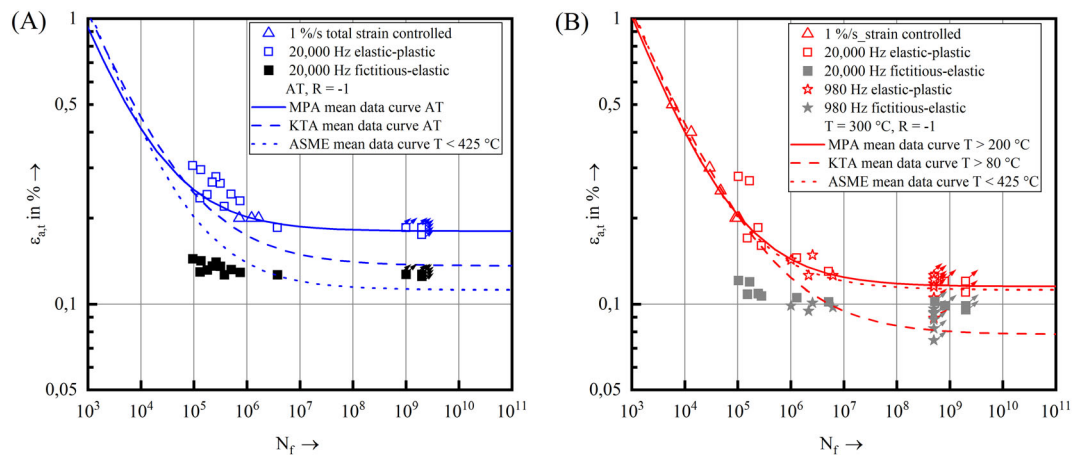 (A)
1 %/s total strain controlled
20,000 Hz elastic-plastic
20,000 Hz fictitious-elastic
AT, R = -1
MPA mean data curve AT
KTA mean data curve AT
ASME mean data curve T < 425 °C
1
0,5
0,2
0,1
0,05
εa,t in % →
10³ 10⁴ 10⁵ 10⁶ 10⁷ 10⁸ 10⁹ 10¹⁰ 10¹¹
Nf →
(B)
1 %/s_strain controlled
20,000 Hz elastic-plastic
20,000 Hz fictitious-elastic
980 Hz elastic-plastic
980 Hz fictitious-elastic
T = 300 °C, R = -1
MPA mean data curve T > 200 °C
KTA mean data curve T > 80 °C
ASME mean data curve T < 425 °C
1
0,5
0,2
0,1
0,05
εa,t in % →
10³ 10⁴ 10⁵ 10⁶ 10⁷ 10⁸ 10⁹ 10¹⁰ 10¹¹
Nf →